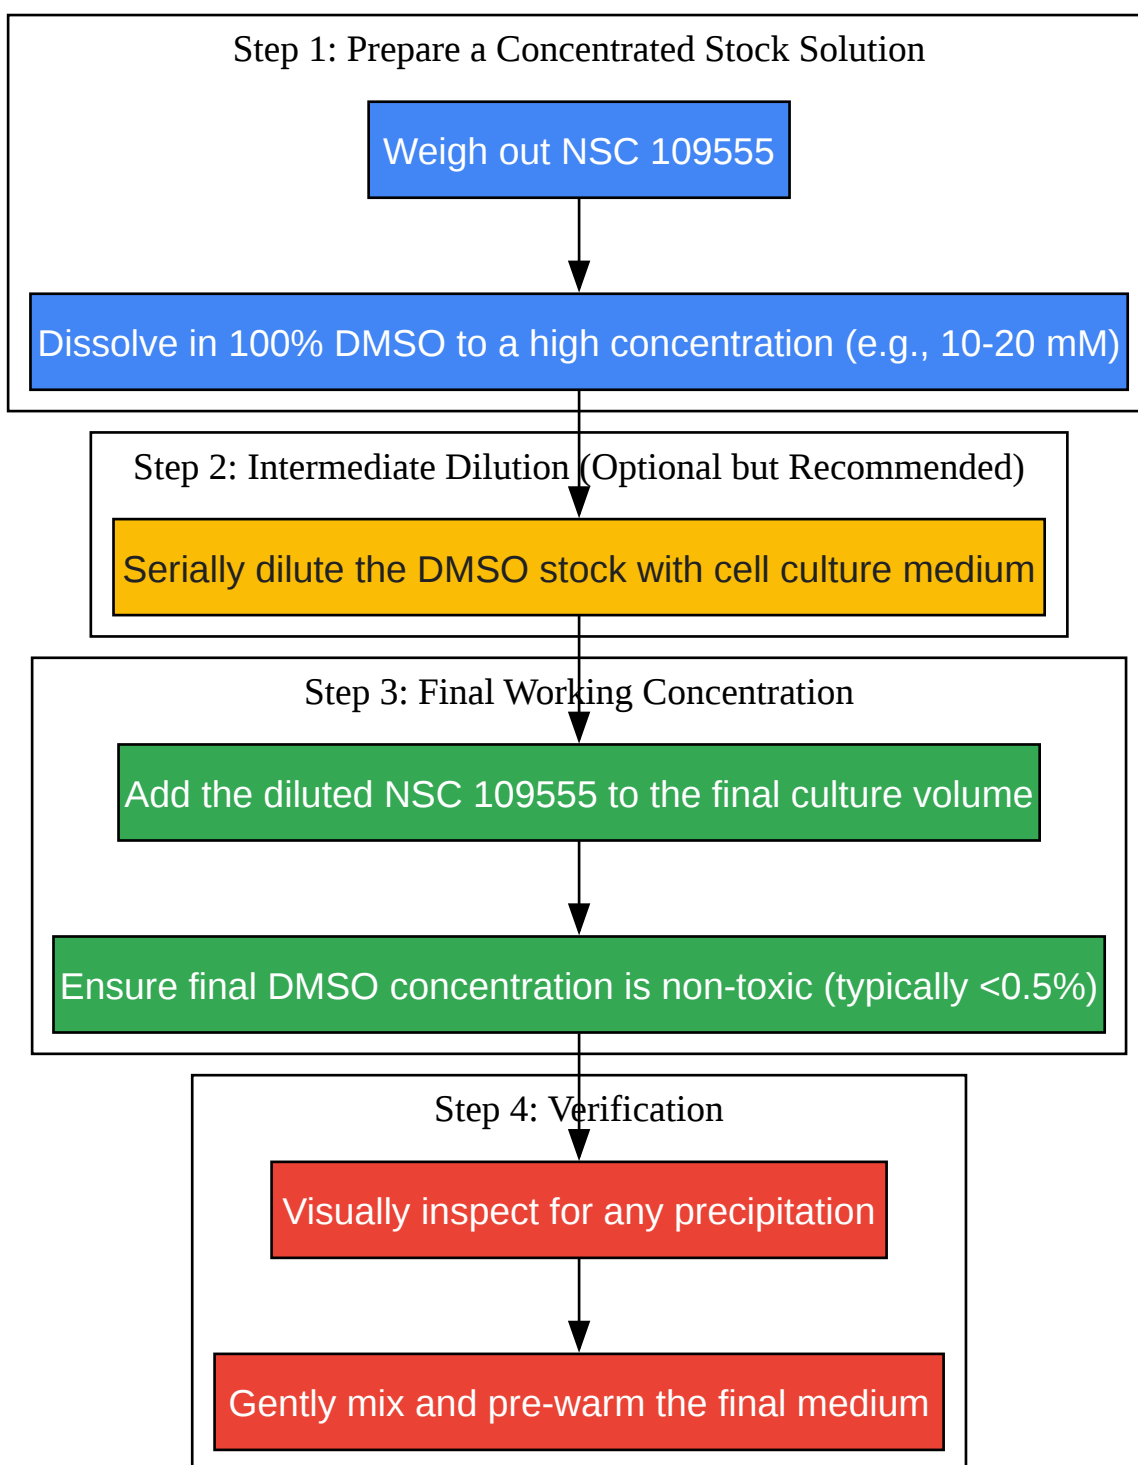 Step 1: Prepare a Concentrated Stock Solution
Weigh out NSC 109555
Dissolve in 100% DMSO to a high concentration (e.g., 10-20 mM)
Step 2: Intermediate Dilution (Optional but Recommended)
Serially dilute the DMSO stock with cell culture medium
Step 3: Final Working Concentration
Add the diluted NSC 109555 to the final culture volume
Ensure final DMSO concentration is non-toxic (typically <0.5%)
Step 4: Verification
Visually inspect for any precipitation
Gently mix and pre-warm the final medium